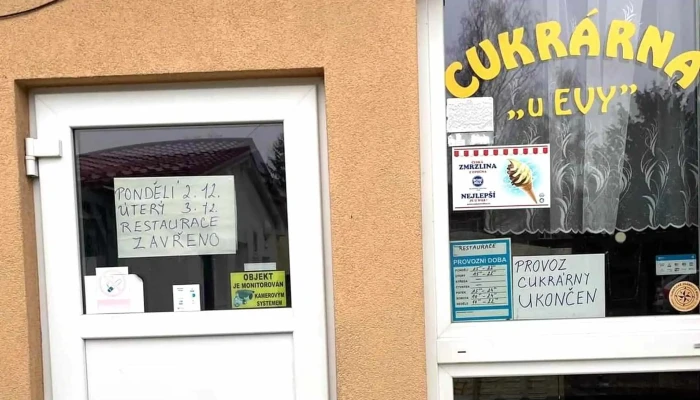 CUKRÁRNA
„U EVY”
ZMRZLINA
NEJLEPŠÍ
PONDĚLÍ 2.12.
ÚTERÝ 3.12.
RESTAURACE
ZAVŘENO
OBJEKT
JE MONITOROVÁN
KAMEROVÝM
SYSTÉMEM
RESTAURACE
PROVOZNÍ DOBA
PROVOZ
CUKRÁRNY
UKONČEN